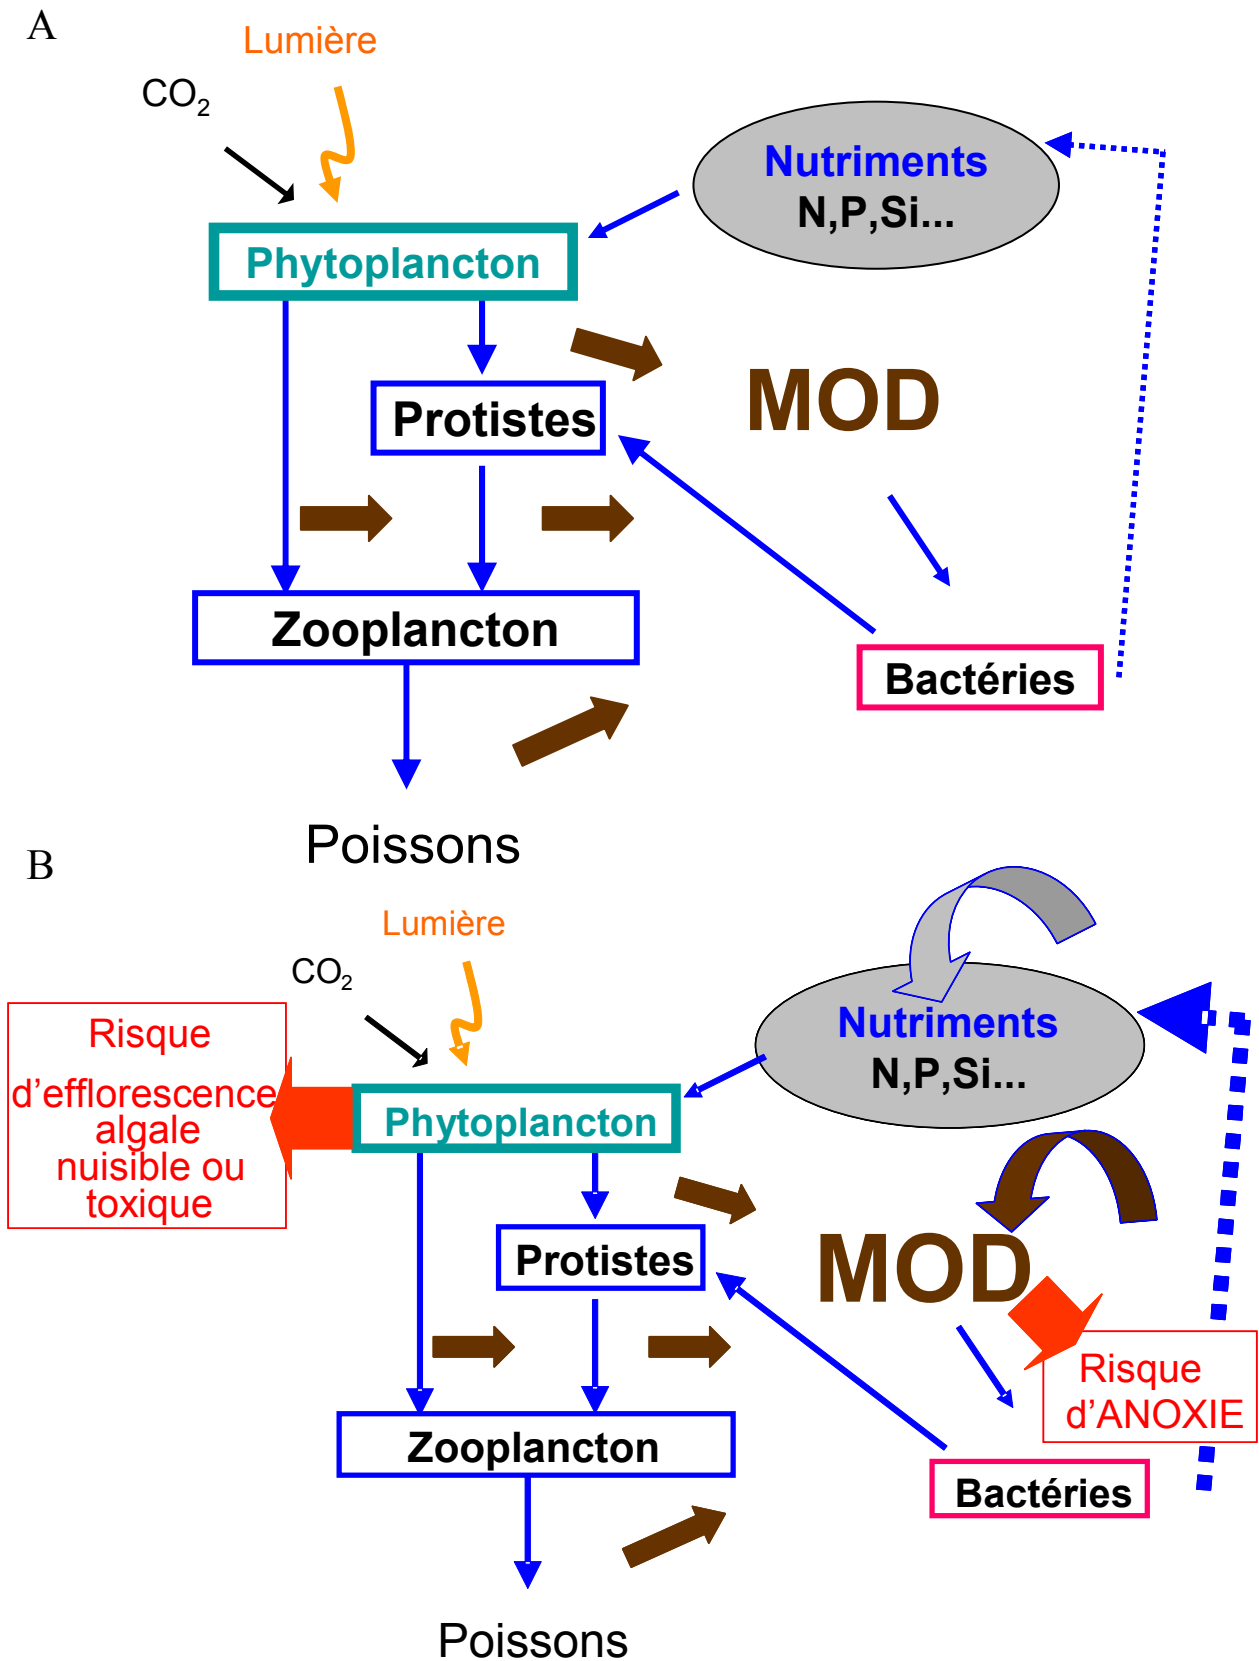 A
Lumière
CO2
Nutriments
N,P,Si...
Phytoplancton
MOD
Protistes
Zooplancton
Bactéries
Poissons
B
Lumière
CO2
Risque
d'efflorescence
algale
nuisible ou
toxique
Nutriments
N,P,Si...
Phytoplancton
MOD
Protistes
Risque
d'ANOXIE
Zooplancton
Bactéries
Poissons